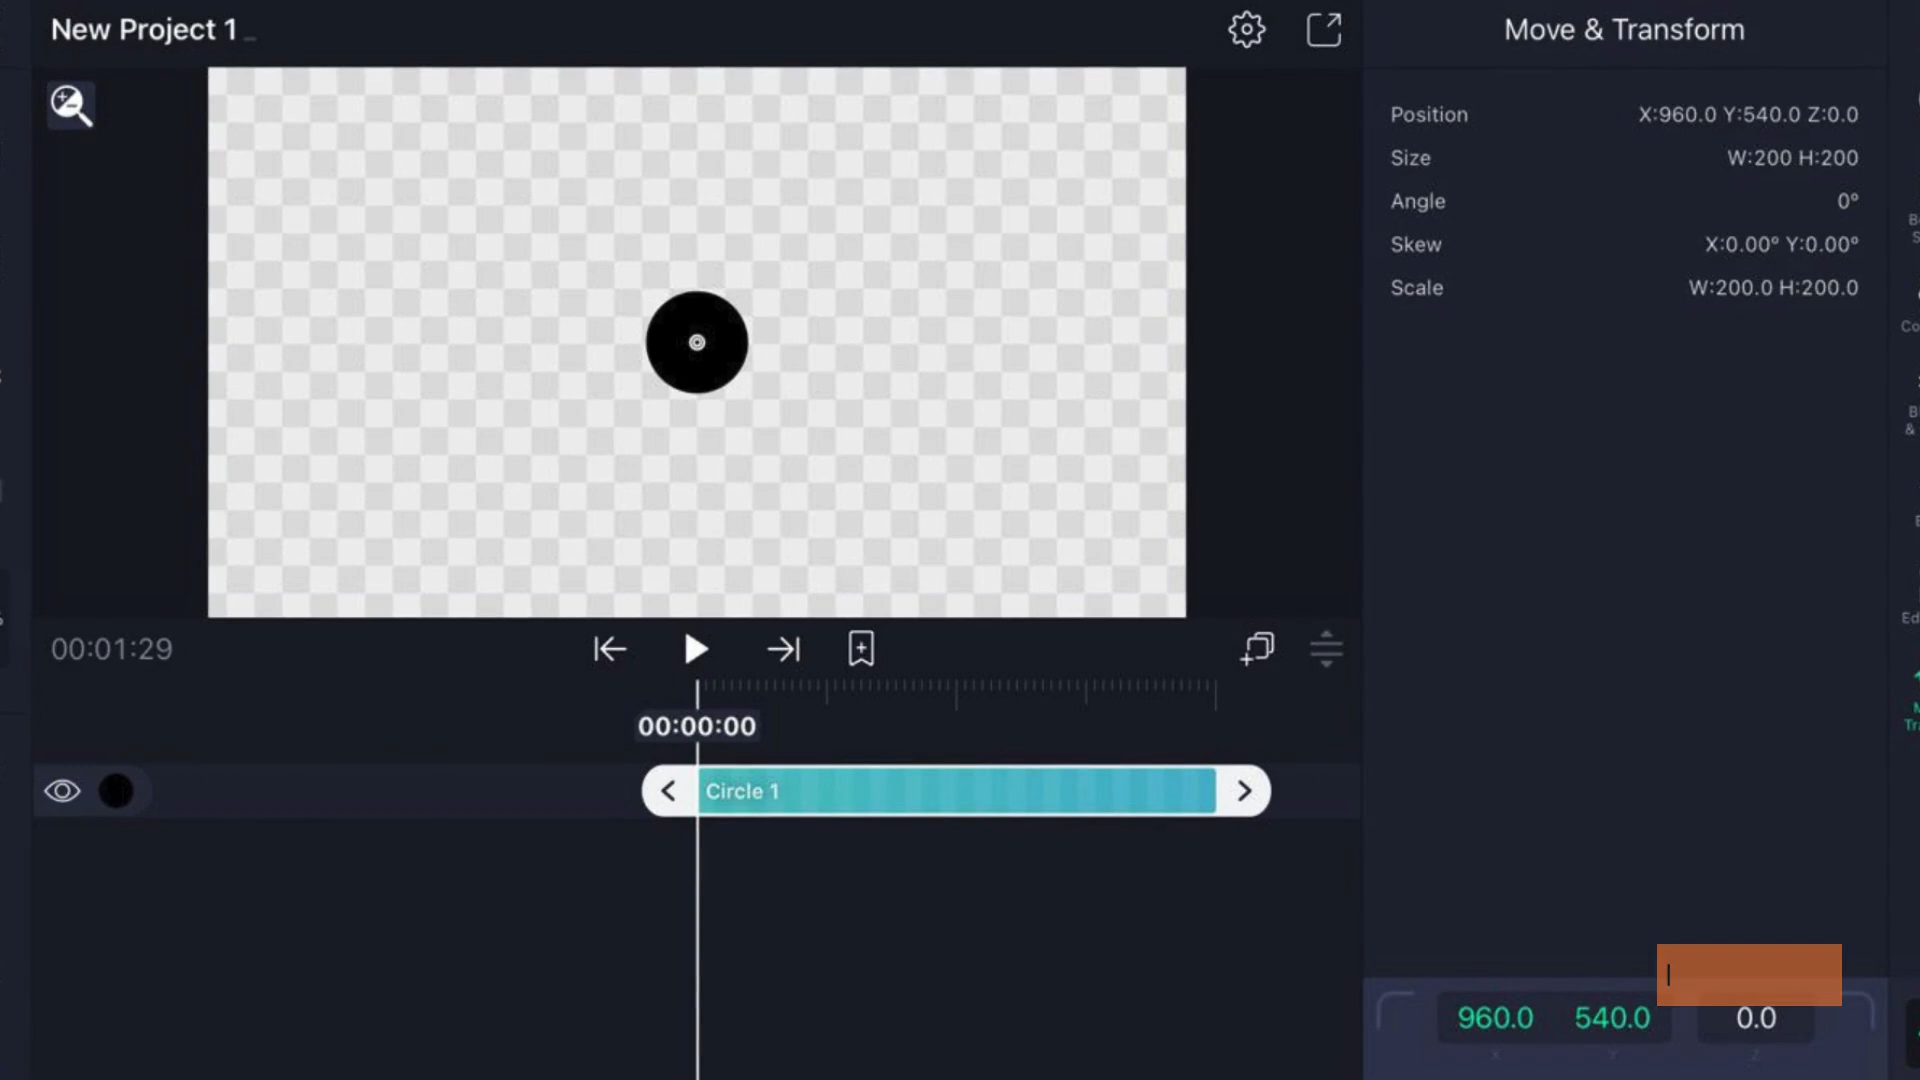 New Project 1
Move & Transform
Position X:960.0 Y:540.0 Z:0.0
Size W:200 H:200
Angle 0°
Skew X:0.00° Y:0.00°
Scale W:200.0 H:200.0
00:01:29
00:00:00
Circle 1
960.0 540.0 0.0
X Y Z